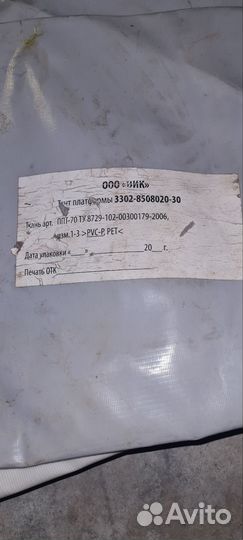 ООО «ВИК»
Тент платформы 3302-8508020-30
Ткань арт. ППТ-70 ТУ 8729-102-00300179-2006,
изм.1-3 >PVC-P, PET<
Дата упаковки «___»____________20___г.
Печать ОТК
Avito